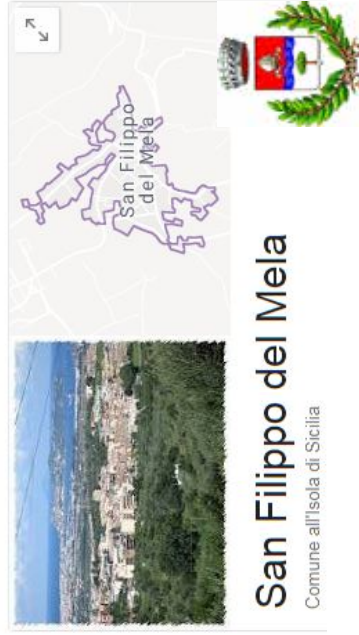 San Filippo
del Mela
San Filippo del Mela
Comune all'Isola di Sicilia